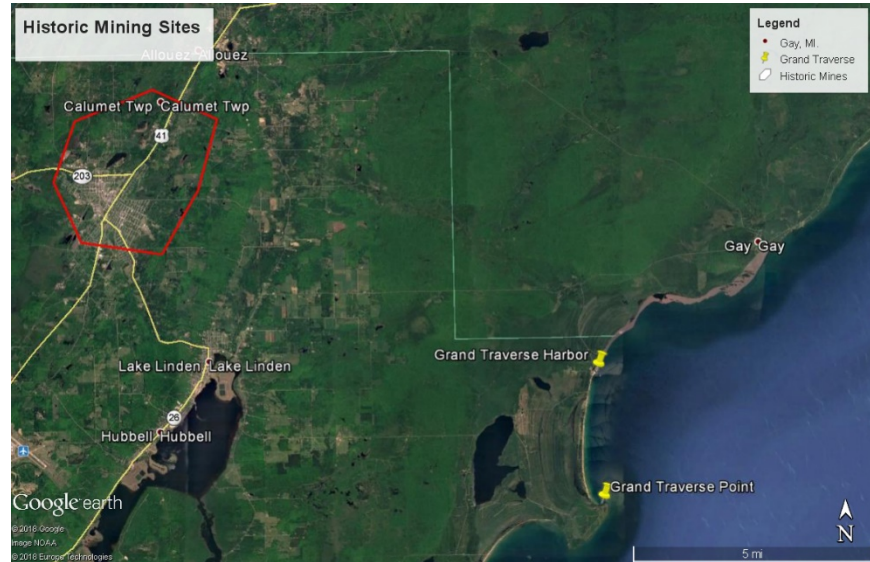 Historic Mining Sites
Legend
Gay, MI.
Grand Traverse
Historic Mines
Allouez Allouez
Calumet Twp Calumet Twp
41
203
Gay Gay
Grand Traverse Harbor
Lake Linden Lake Linden
26
Hubbell Hubbell
Grand Traverse Point
Google earth
© 2018 Google
Image NOAA
© 2018 Europa Technologies
N
5 mi